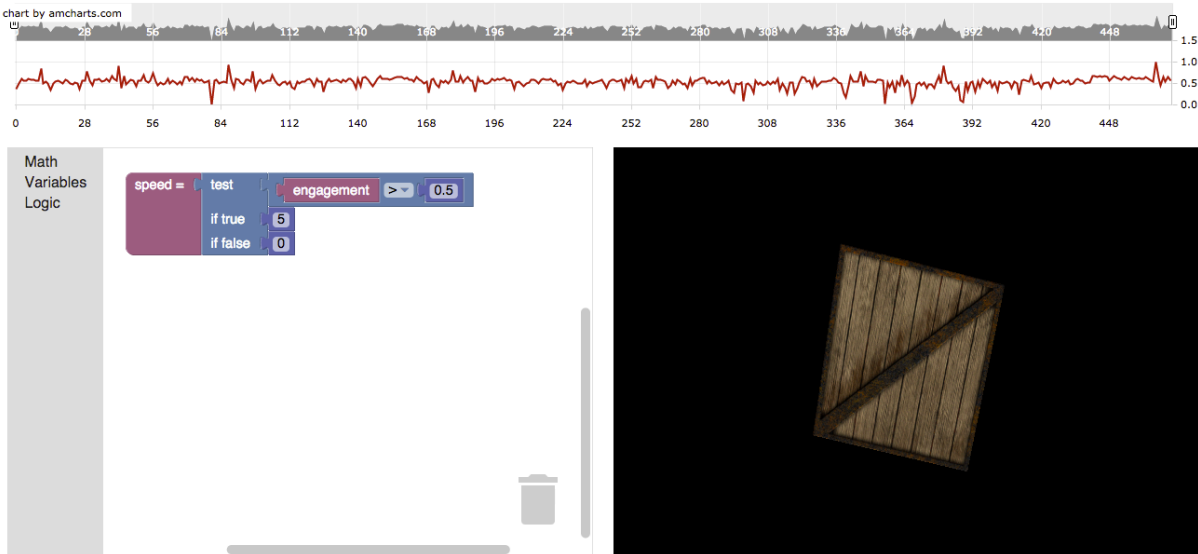 chart by amcharts.com
28 56 84 112 140 168 196 224 252 280 308 336 364 392 420 448
1.5
1.0
0.5
0.0
0 28 56 84 112 140 168 196 224 252 280 308 336 364 392 420 448
Math
Variables
Logic
speed = test engagement > 0.5
if true 5
if false 0